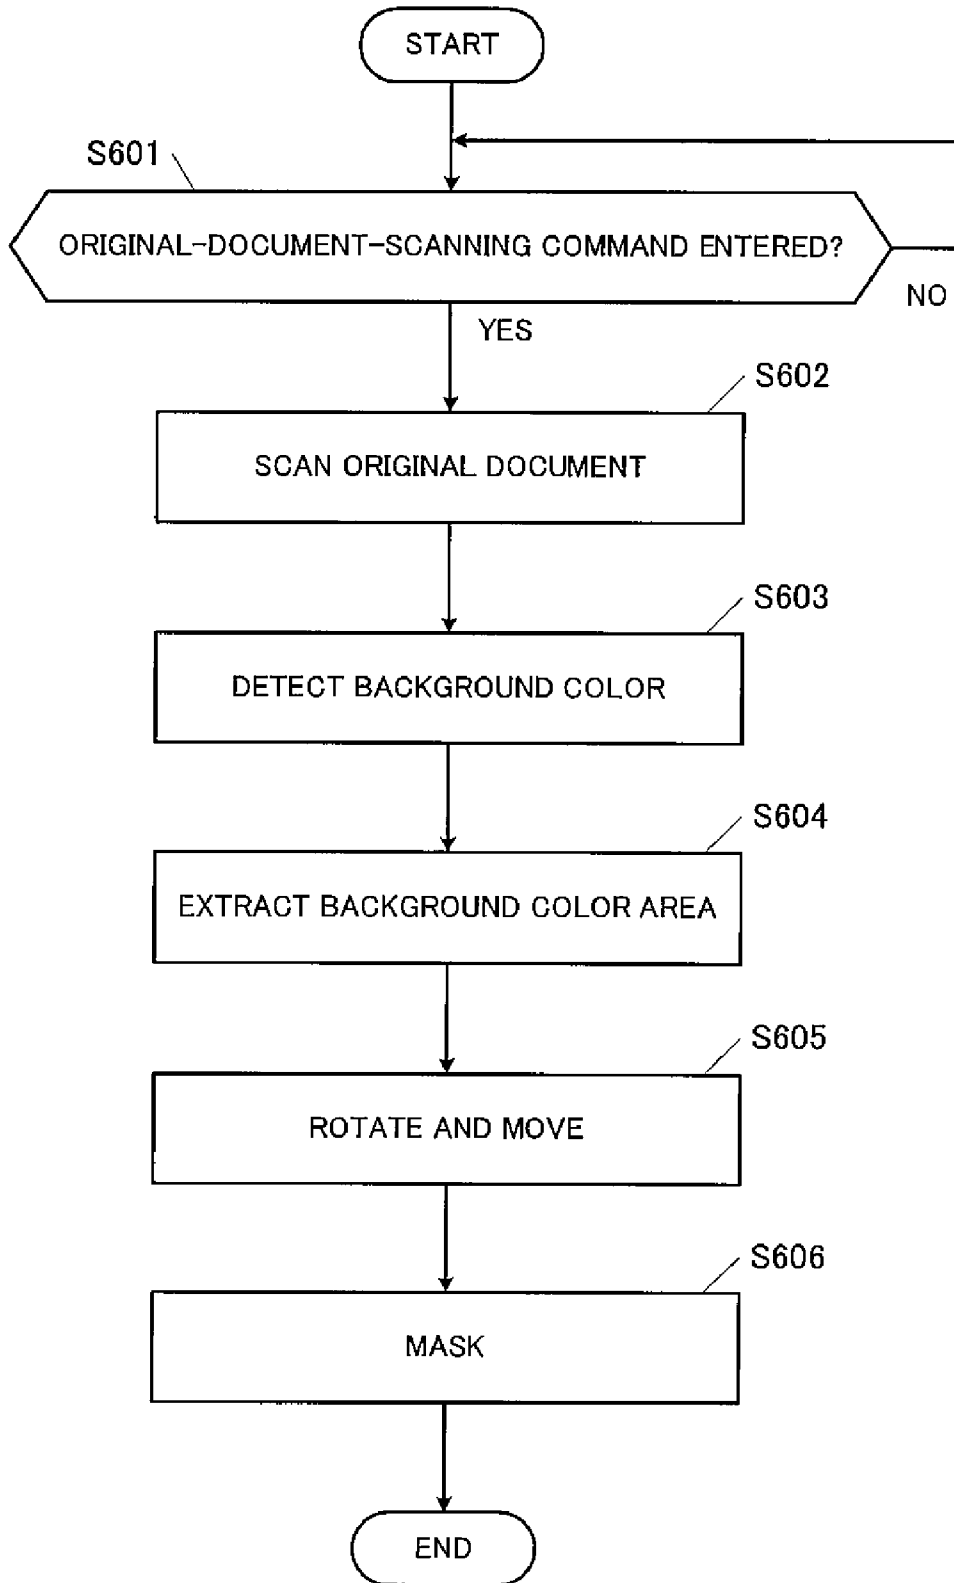 START
S601
ORIGINAL-DOCUMENT-SCANNING COMMAND ENTERED?
NO
YES
S602
SCAN ORIGINAL DOCUMENT
S603
DETECT BACKGROUND COLOR
S604
EXTRACT BACKGROUND COLOR AREA
S605
ROTATE AND MOVE
S606
MASK
END